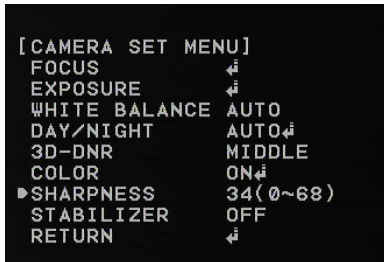 [CAMERA SET MENU]
FOCUS ↲
EXPOSURE ↲
WHITE BALANCE AUTO
DAY/NIGHT AUTO↲
3D-DNR MIDDLE
COLOR ON↲
▶SHARPNESS 34(0~68)
STABILIZER OFF
RETURN ↲